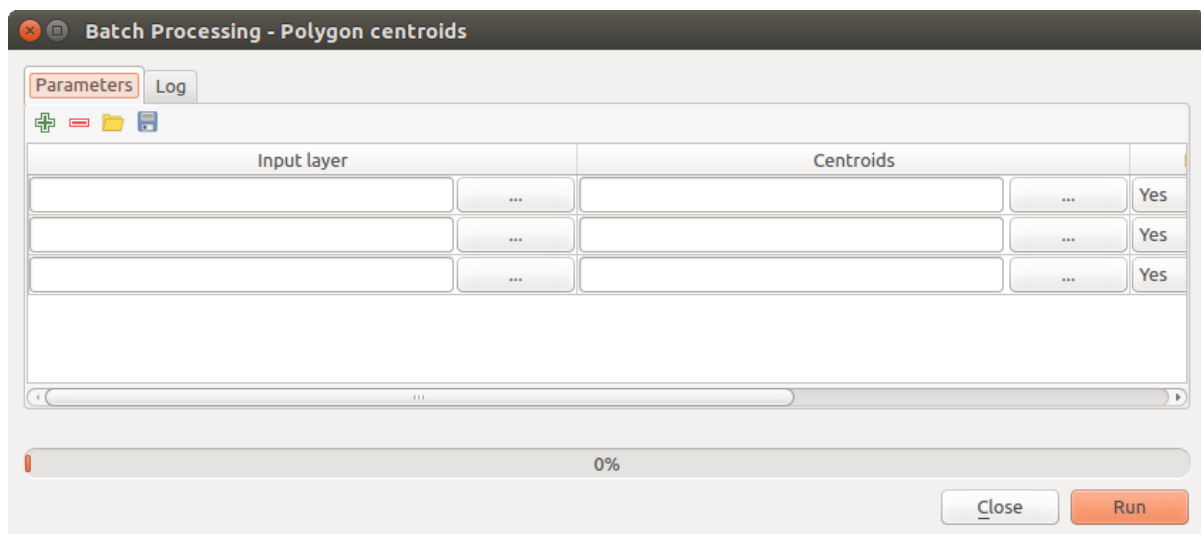 Batch Processing - Polygon centroids
Parameters Log
Input layer Centroids
... ... Yes
... ... Yes
... ... Yes
0%
Close Run